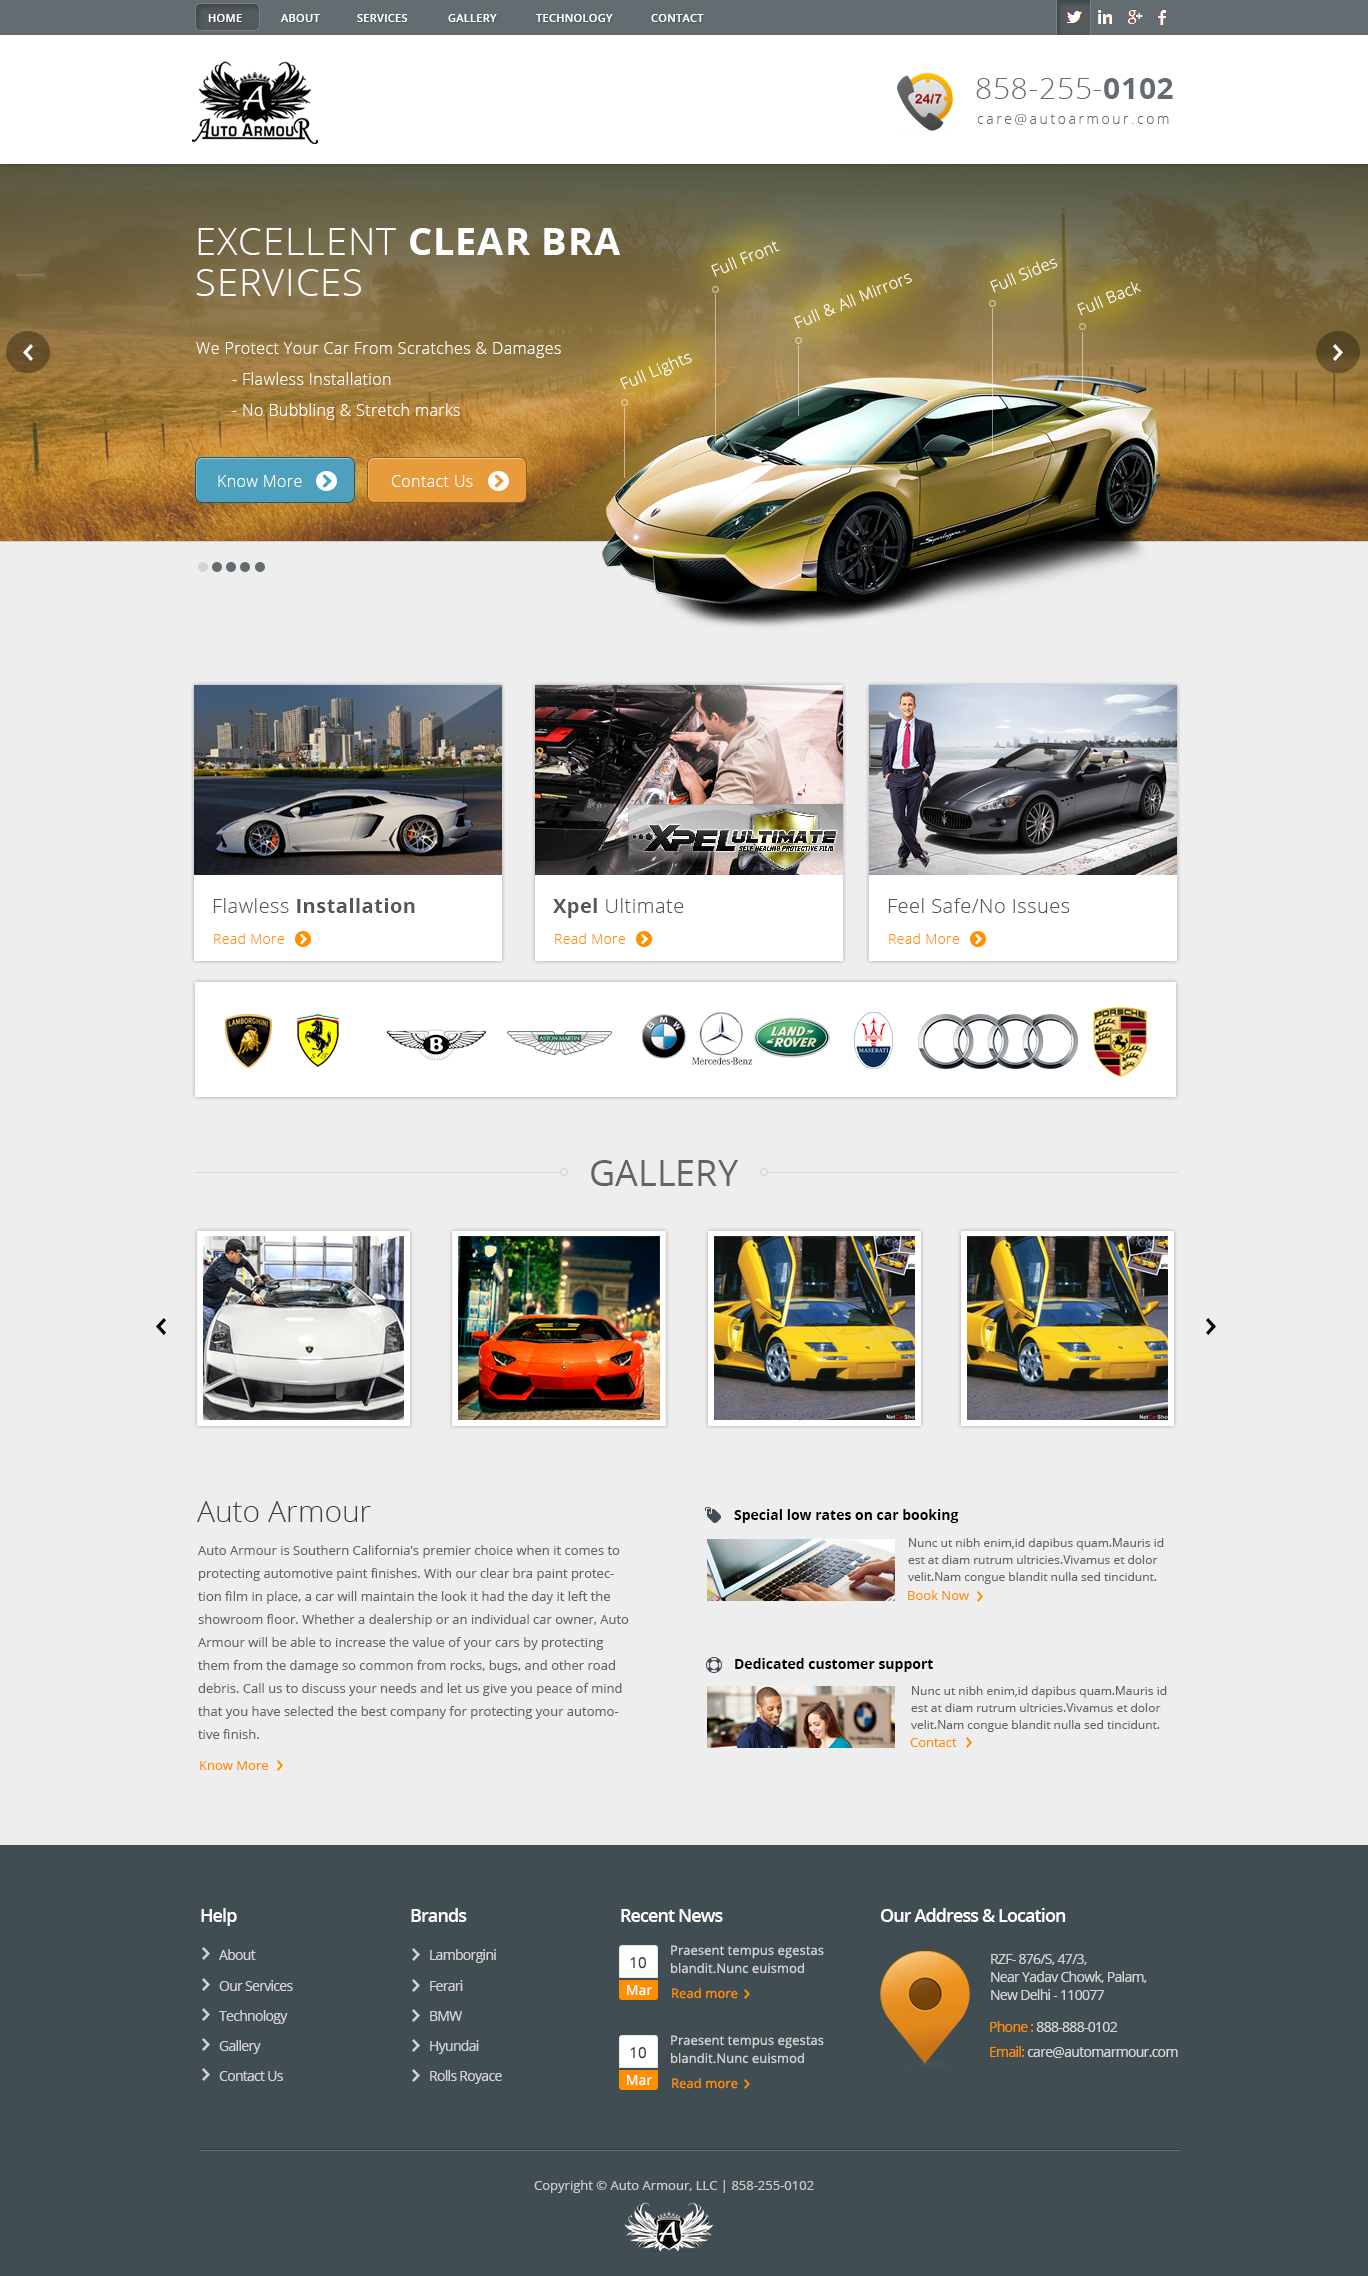 HOME ABOUT SERVICES GALLERY TECHNOLOGY CONTACT
A
AUTO ARMOUR
24/7
858-255-0102
care@autoarmour.com
EXCELLENT CLEAR BRA
SERVICES
We Protect Your Car From Scratches & Damages
- Flawless Installation
- No Bubbling & Stretch marks
Know More
Contact Us
Full Lights
Full Front
Full & All Mirrors
Full Sides
Full Back
XPEL ULTIMATE
SELF HEALING PROTECTIVE FILM
Flawless Installation
Read More
Xpel Ultimate
Read More
Feel Safe/No Issues
Read More
LAMBORGHINI
B
ASTON MARTIN
BMW
Mercedes-Benz
LAND ROVER
MASERATI
PORSCHE
GALLERY
Auto Armour
Auto Armour is Southern California’s premier choice when it comes to
protecting automotive paint finishes. With our clear bra paint protec-
tion film in place, a car will maintain the look it had the day it left the
showroom floor. Whether a dealership or an individual car owner, Auto
Armour will be able to increase the value of your cars by protecting
them from the damage so common from rocks, bugs, and other road
debris. Call us to discuss your needs and let us give you peace of mind
that you have selected the best company for protecting your automo-
tive finish.
Know More
Special low rates on car booking
Nunc ut nibh enim,id dapibus quam.Mauris id
est at diam rutrum ultricies.Vivamus et dolor
velit.Nam congue blandit nulla sed tincidunt.
Book Now
Dedicated customer support
Nunc ut nibh enim,id dapibus quam.Mauris id
est at diam rutrum ultricies.Vivamus et dolor
velit.Nam congue blandit nulla sed tincidunt.
Contact
Help
About
Our Services
Technology
Gallery
Contact Us
Brands
Lamborgini
Ferari
BMW
Hyundai
Rolls Royace
Recent News
10
Mar
Praesent tempus egestas
blandit.Nunc euismod
Read more
10
Mar
Praesent tempus egestas
blandit.Nunc euismod
Read more
Our Address & Location
RZF- 876/S, 47/3,
Near Yadav Chowk, Palam,
New Delhi - 110077
Phone : 888-888-0102
Email: care@automarmour.com
Copyright © Auto Armour, LLC | 858-255-0102
A